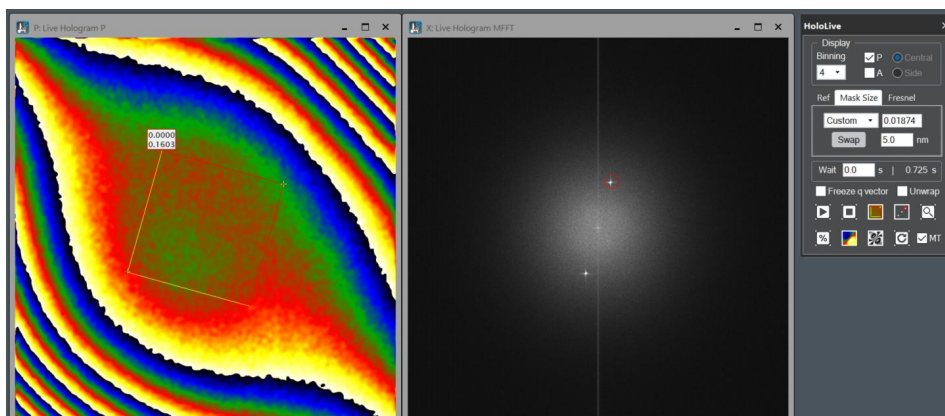 P: Live Hologram P
0.0000
0.1603
X: Live Hologram MFFT
HoloLive
Display
Binning
P
Central
4
A
Side
Ref
Mask Size
Fresnel
Custom
0.01874
Swap
5.0
nm
Wait
0.0
s | 0.725 s
Freeze q vector
Unwrap
%
MT